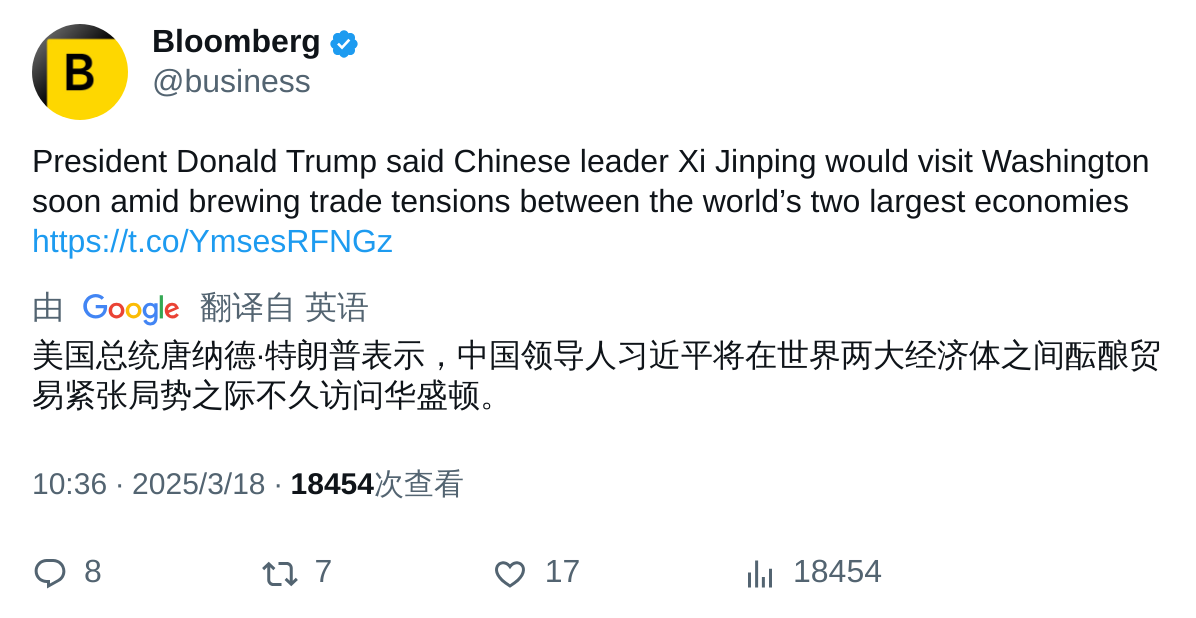 B
Bloomberg
@business
President Donald Trump said Chinese leader Xi Jinping would visit Washington
soon amid brewing trade tensions between the world’s two largest economies
https://t.co/YmsesRFNGz
由 Google 翻译自 英语
美国总统唐纳德·特朗普表示，中国领导人习近平将在世界两大经济体之间酝酿贸
易紧张局势之际不久访问华盛顿。
10:36 · 2025/3/18 · 18454次查看
8 7 17 18454